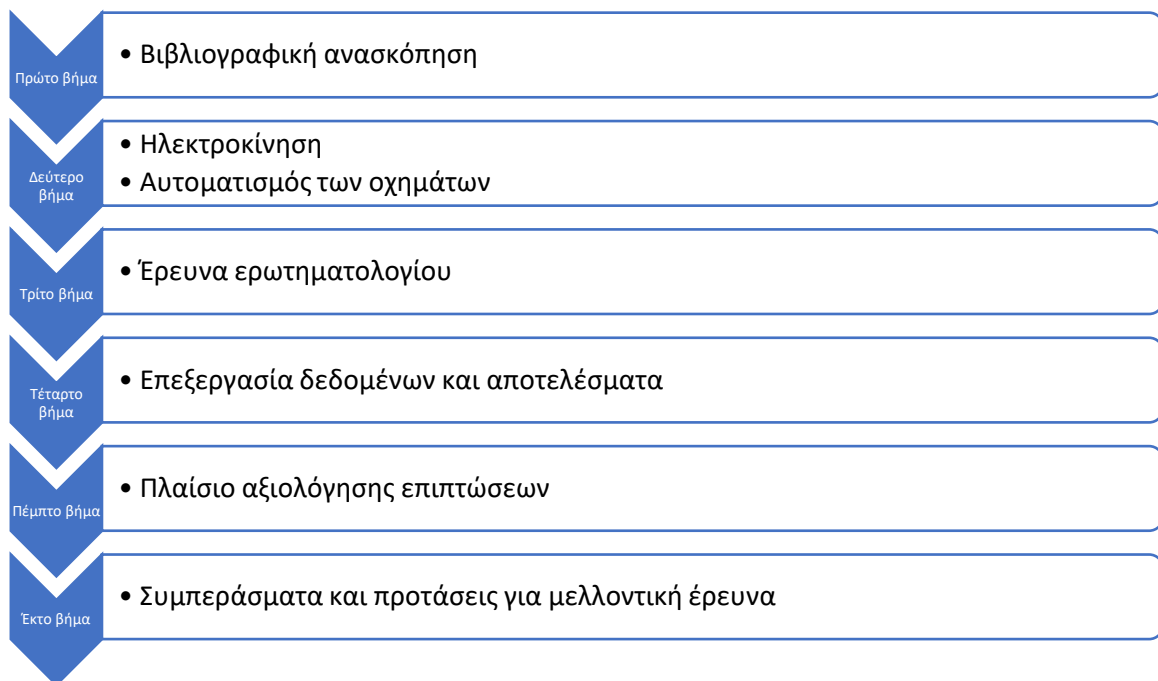 Πρώτο βήμα
• Βιβλιογραφική ανασκόπηση
Δεύτερο
βήμα
• Ηλεκτροκίνηση
• Αυτοματισμός των οχημάτων
Τρίτο βήμα
• Έρευνα ερωτηματολογίου
Τέταρτο
βήμα
• Επεξεργασία δεδομένων και αποτελέσματα
Πέμπτο βήμα
• Πλαίσιο αξιολόγησης επιπτώσεων
Έκτο βήμα
• Συμπεράσματα και προτάσεις για μελλοντική έρευνα